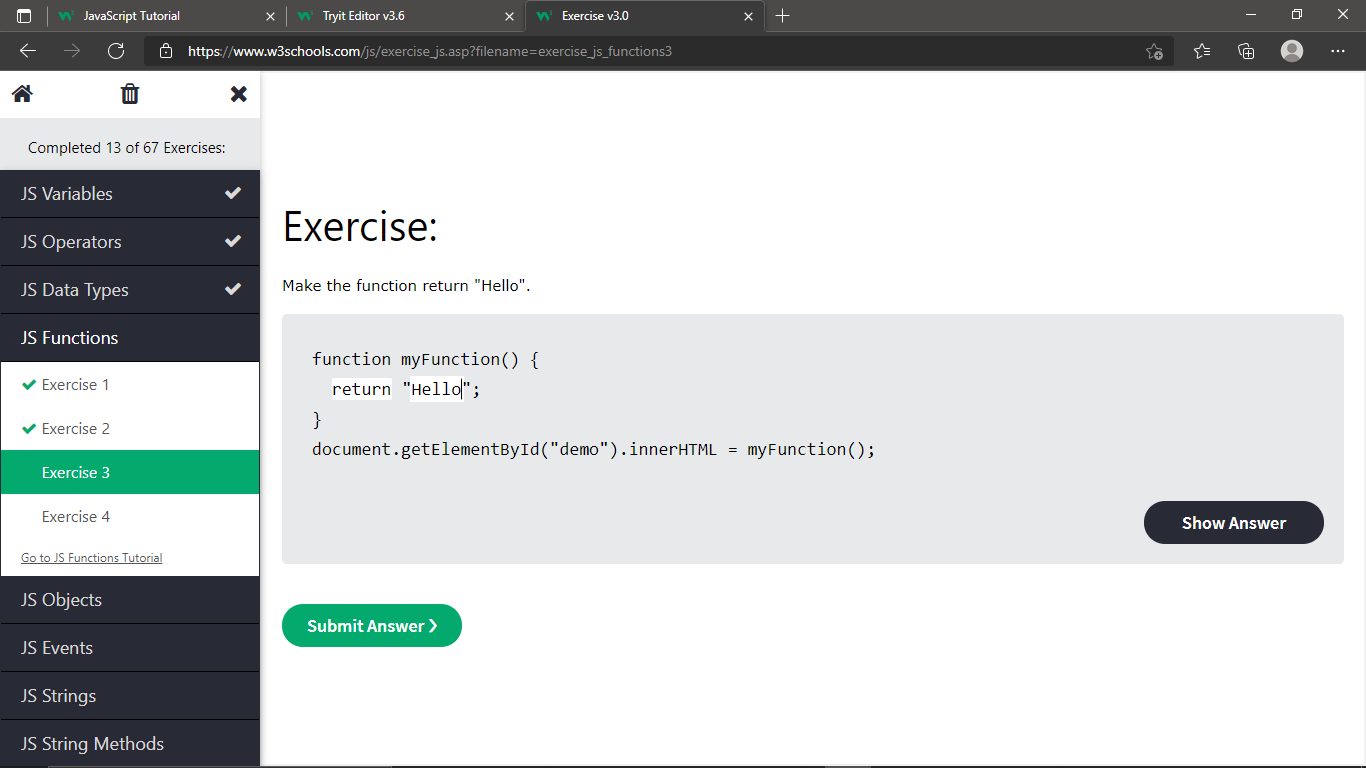 JavaScript Tutorial
Tryit Editor v3.6
Exercise v3.0
https://www.w3schools.com/js/exercise_js.asp?filename=exercise_js_functions3
Completed 13 of 67 Exercises:
JS Variables
JS Operators
JS Data Types
JS Functions
Exercise 1
Exercise 2
Exercise 3
Exercise 4
Go to JS Functions Tutorial
JS Objects
JS Events
JS Strings
JS String Methods
Exercise:
Make the function return "Hello".
function myFunction() {
return "Hello";
}
document.getElementById("demo").innerHTML = myFunction();
Show Answer
Submit Answer ❯